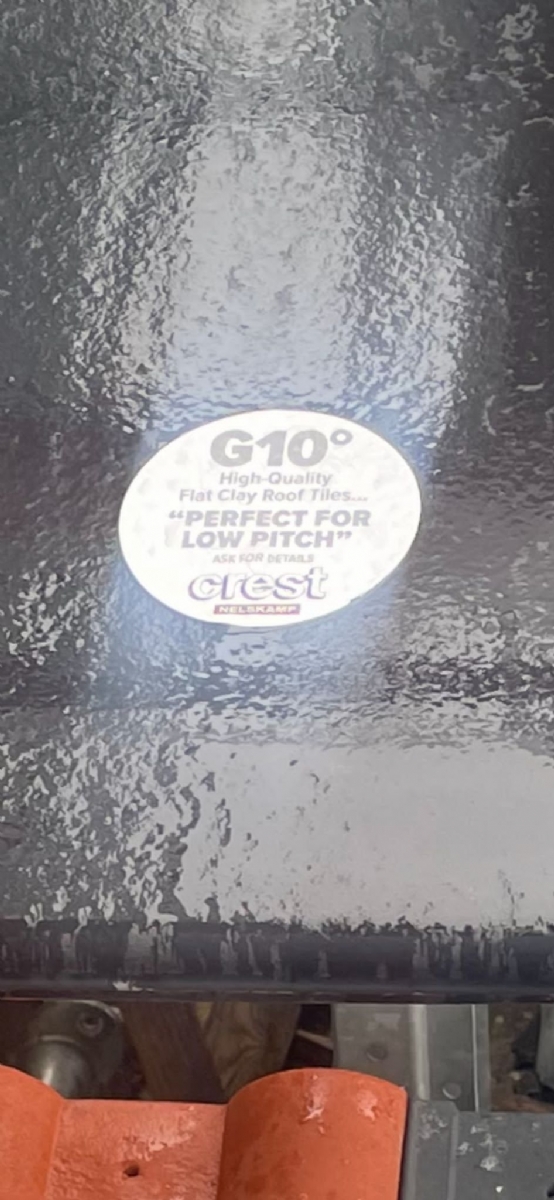 G10°
High-Quality
Flat Clay Roof Tiles...
“PERFECT FOR
LOW PITCH”
ASK FOR DETAILS
crest
NELSKAMP